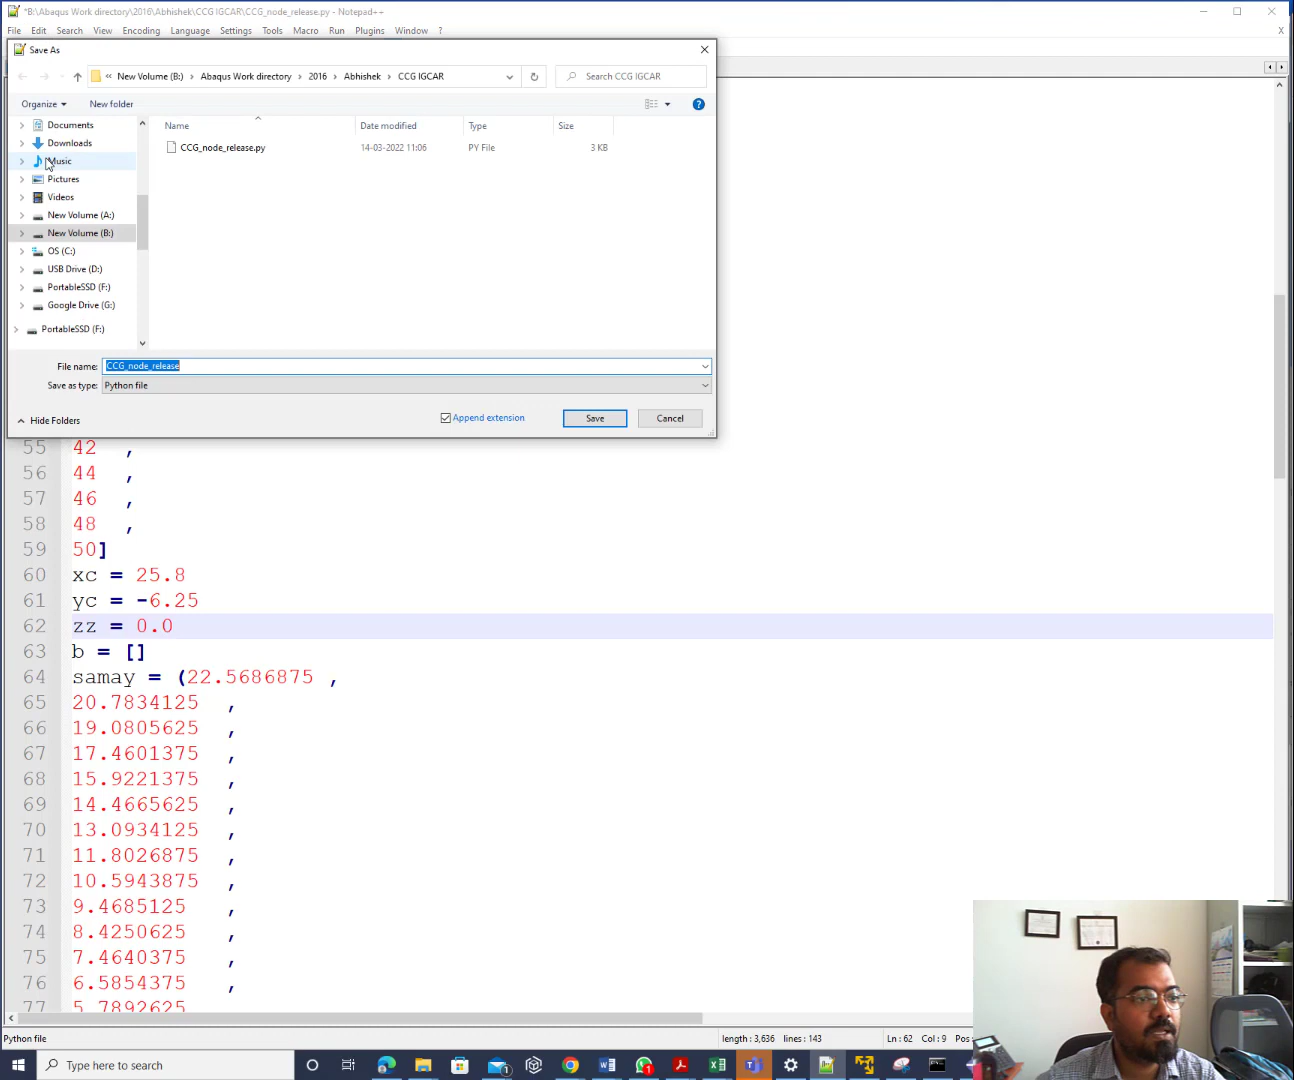 *B:\Abaqus Work directory\2016\Abhishek\CCG IGCAR\CCG_node_release.py - Notepad++
File Edit Search View Encoding Language Settings Tools Macro Run Plugins Window ?
X
Save As
« New Volume (B:) › Abaqus Work directory › 2016 › Abhishek › CCG IGCAR
Search CCG IGCAR
Organize New folder
Documents
Downloads
Music
Pictures
Videos
New Volume (A:)
New Volume (B:)
OS (C:)
USB Drive (D:)
PortableSSD (F:)
Google Drive (G:)
PortableSSD (F:)
Name Date modified Type Size
CCG_node_release.py 14-03-2022 11:06 PY File 3 KB
File name: CCG_node_release
Save as type: Python file
Hide Folders
Append extension
Save Cancel
55 42 ,
56 44 ,
57 46 ,
58 48 ,
59 50]
60 xc = 25.8
61 yc = -6.25
62 zz = 0.0
63 b = []
64 samay = (22.5686875 ,
65 20.7834125 ,
66 19.0805625 ,
67 17.4601375 ,
68 15.9221375 ,
69 14.4665625 ,
70 13.0934125 ,
71 11.8026875 ,
72 10.5943875 ,
73 9.4685125 ,
74 8.4250625 ,
75 7.4640375 ,
76 6.5854375 ,
77 5.7892625
Python file length : 3,636 lines : 143 Ln : 62 Col : 9 Pos
Type here to search